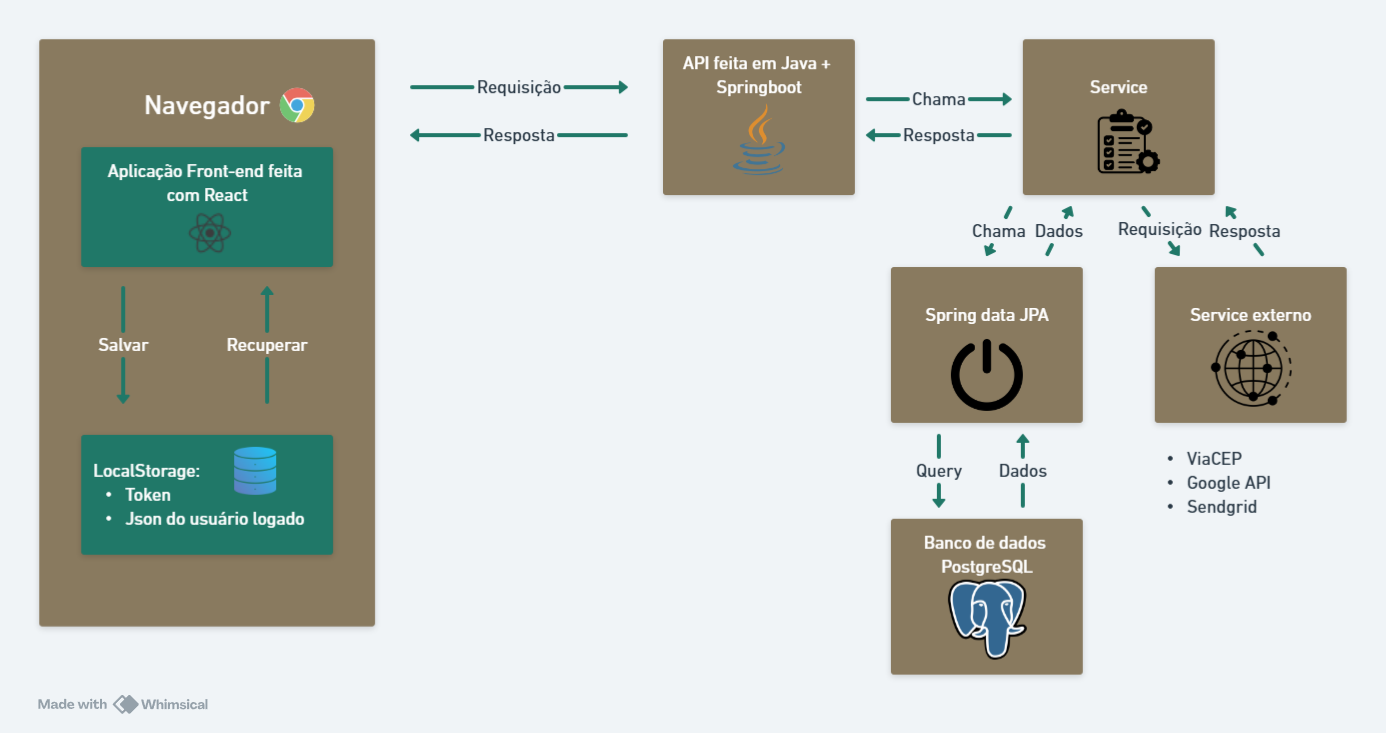 Navegador
Aplicação Front-end feita
com React
Salvar
Recuperar
LocalStorage:
• Token
• Json do usuário logado
Requisição
Resposta
API feita em Java +
Springboot
Chama
Resposta
Service
Chama
Dados
Requisição
Resposta
Spring data JPA
Service externo
• ViaCEP
• Google API
• Sendgrid
Query
Dados
Banco de dados
PostgreSQL
Made with Whimsical